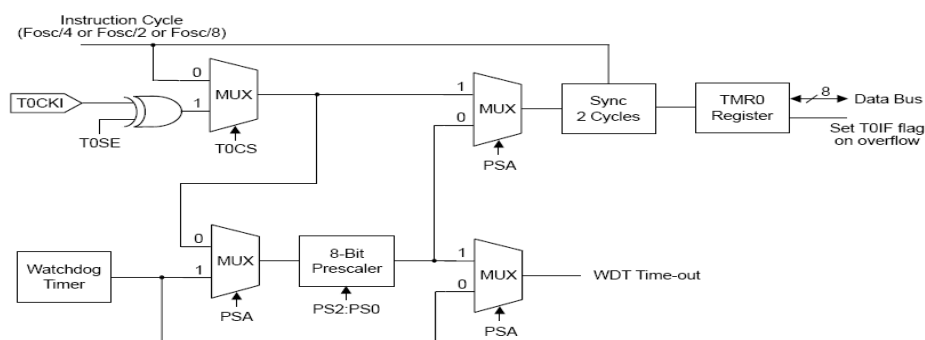 Instruction Cycle
(Fosc/4 or Fosc/2 or Fosc/8)
0
MUX
1
T0CKI
T0SE
T0CS
1
MUX
0
PSA
Sync
2 Cycles
TMR0
Register
8
Data Bus
Set T0IF flag
on overflow
0
MUX
1
PSA
Watchdog
Timer
8-Bit
Prescaler
PS2:PS0
1
MUX
0
PSA
WDT Time-out